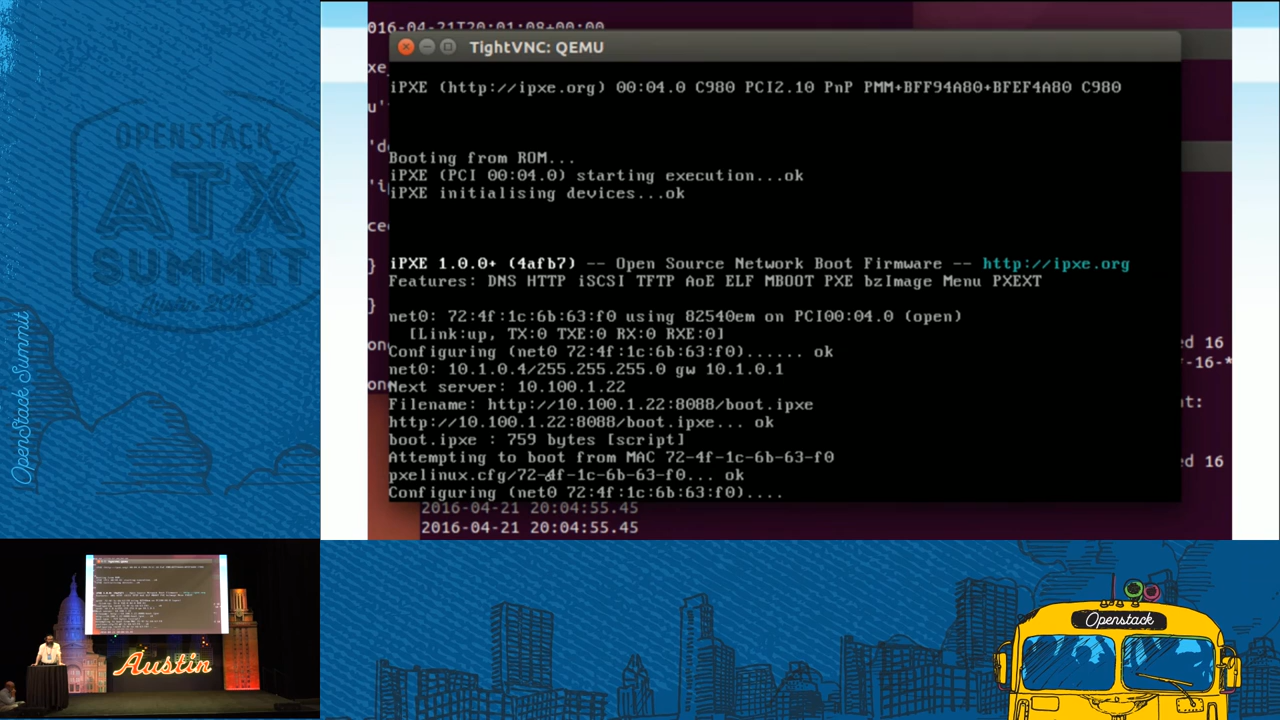 2016-04-21T20:01:08+00:00
TightVNC: QEMU
iPXE (http://ipxe.org) 00:04.0 C980 PCI2.10 PnP PMM+BFF94A80+BFEF4A80 C980
Booting from ROM...
iPXE (PCI 00:04.0) starting execution...ok
iPXE initialising devices...ok
iPXE 1.0.0+ (4afb7) -- Open Source Network Boot Firmware -- http://ipxe.org
Features: DNS HTTP iSCSI TFTP AoE ELF MBOOT PXE bzImage Menu PXEXT
net0: 72:4f:1c:6b:63:f0 using 82540em on PCI00:04.0 (open)
[Link:up, TX:0 TXE:0 RX:0 RXE:0]
Configuring (net0 72:4f:1c:6b:63:f0)...... ok
net0: 10.1.0.4/255.255.255.0 gw 10.1.0.1
Next server: 10.100.1.22
Filename: http://10.100.1.22:8088/boot.ipxe
http://10.100.1.22:8088/boot.ipxe... ok
boot.ipxe : 759 bytes [script]
Attempting to boot from MAC 72-4f-1c-6b-63-f0
pxelinux.cfg/72-4f-1c-6b-63-f0... ok
Configuring (net0 72:4f:1c:6b:63:f0)....
2016-04-21 20:04:55.45
2016-04-21 20:04:55.45
ed 16
-16-*
ed 16
OPENSTACK
ATX
SUMMIT
Austin 2016
OpenStack Summit
Austin
Openstack